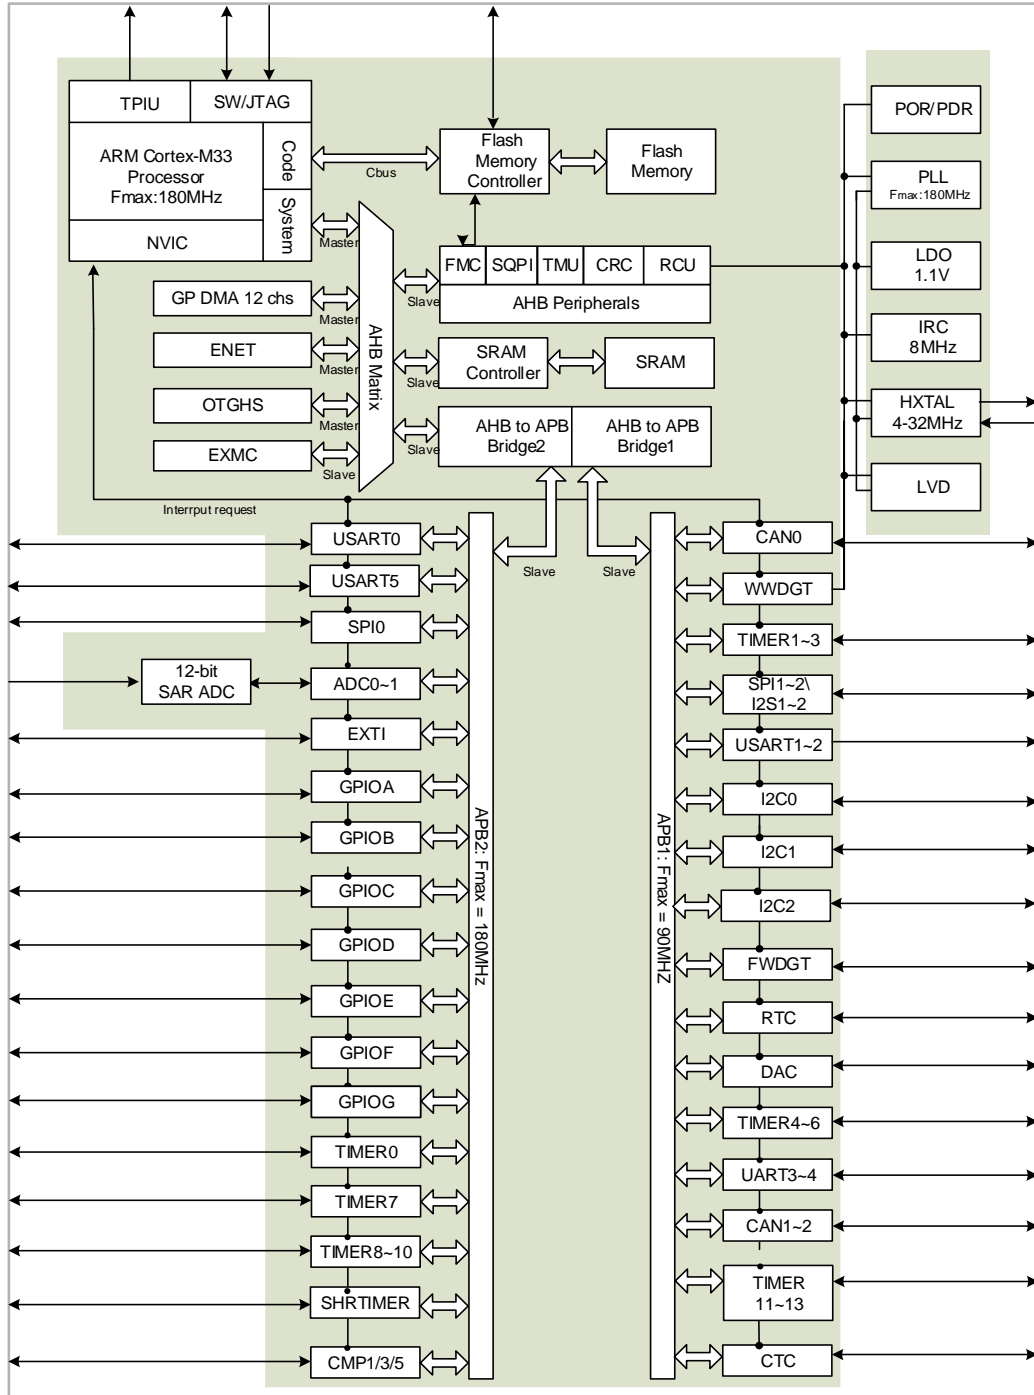 TPIU
SW/JTAG
POR/PDR
ARM Cortex-M33
Processor
Fmax:180MHz
Code
System
NVIC
Cbus
Flash
Memory
Controller
Flash
Memory
PLL
Fmax:180MHz
Master
FMC
SQPI
TMU
CRC
RCU
AHB Peripherals
Slave
LDO
1.1V
GP DMA 12 chs
Master
AHB Matrix
ENET
Master
Slave
SRAM
Controller
SRAM
IRC
8MHz
OTGHS
Master
Slave
AHB to APB
Bridge2
AHB to APB
Bridge1
HXTAL
4-32MHz
EXMC
Slave
LVD
Interrput request
Slave
Slave
APB2: Fmax = 180MHz
APB1: Fmax = 90MHZ
USART0
USART5
SPI0
12-bit
SAR ADC
ADC0~1
EXTI
GPIOA
GPIOB
GPIOC
GPIOD
GPIOE
GPIOF
GPIOG
TIMER0
TIMER7
TIMER8~10
SHRTIMER
CMP1/3/5
CAN0
WWDGT
TIMER1~3
SPI1~2\
I2S1~2
USART1~2
I2C0
I2C1
I2C2
FWDGT
RTC
DAC
TIMER4~6
UART3~4
CAN1~2
TIMER
11~13
CTC